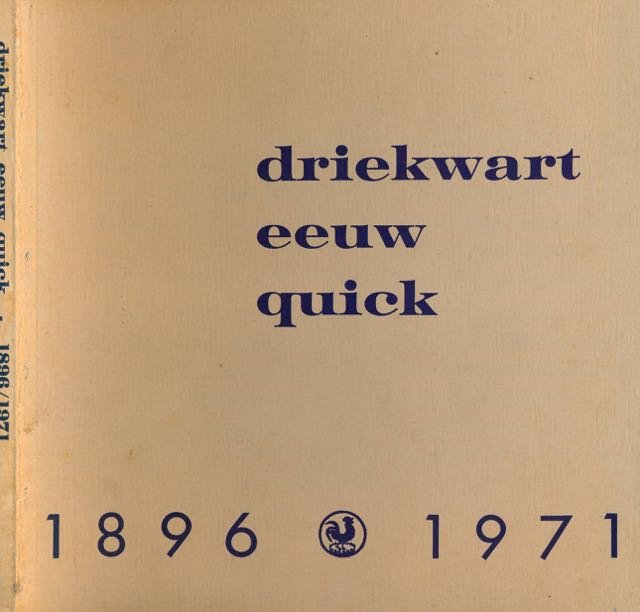 driekwart eeuw quick · 1896/1971
driekwart
eeuw
quick
1896 1971